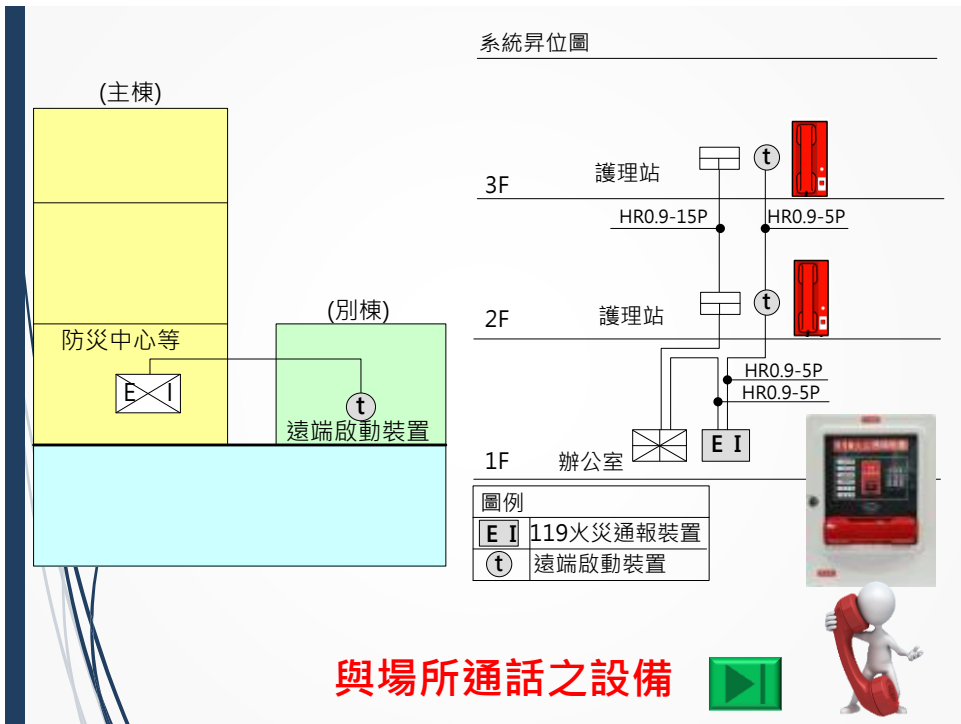 系統昇位圖
(主棟)
防災中心等
E I
(別棟)
t
遠端啟動裝置
3F
護理站
t
HR0.9-15P
HR0.9-5P
2F
護理站
t
HR0.9-5P
HR0.9-5P
1F
辦公室
E I
圖例
E I 119火災通報裝置
t 遠端啟動裝置
與場所通話之設備